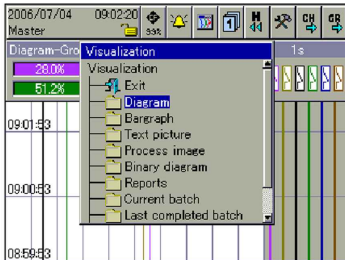 2006/07/04 09:02:20
Master
99%
H
CH
GR
Diagram-Gro
Visualization
1s
28.0%
51.2%
Visualization
Exit
Diagram
Bargraph
Text picture
Process image
Binary diagram
Reports
Current batch
Last completed batch
09:01:53
09:00:53
08:59:53